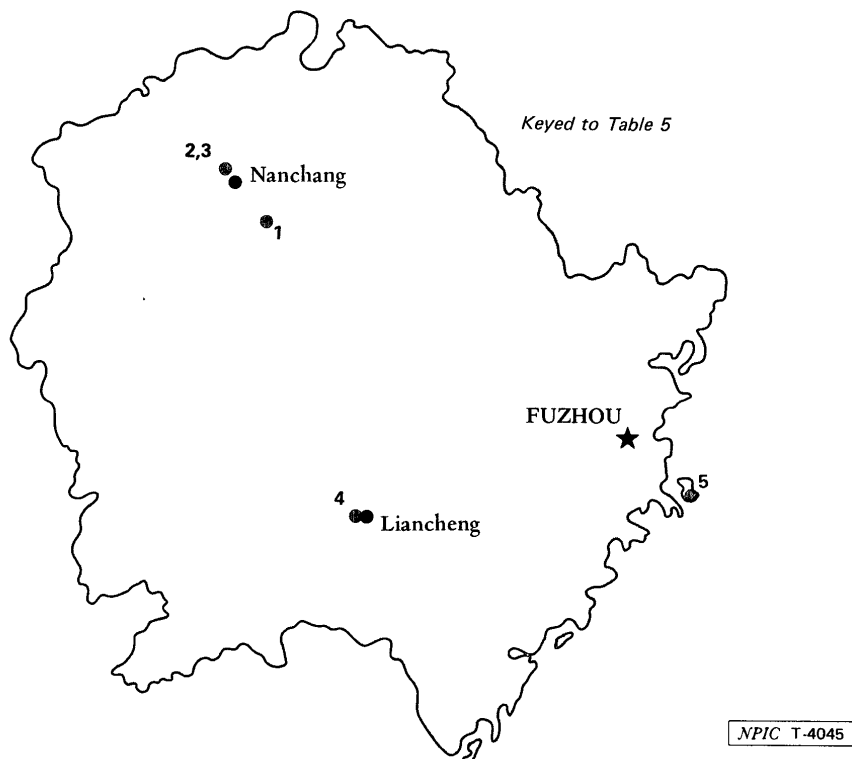 Keyed to Table 5
2,3
Nanchang
1
FUZHOU
5
4
Liancheng
NPIC T-4045